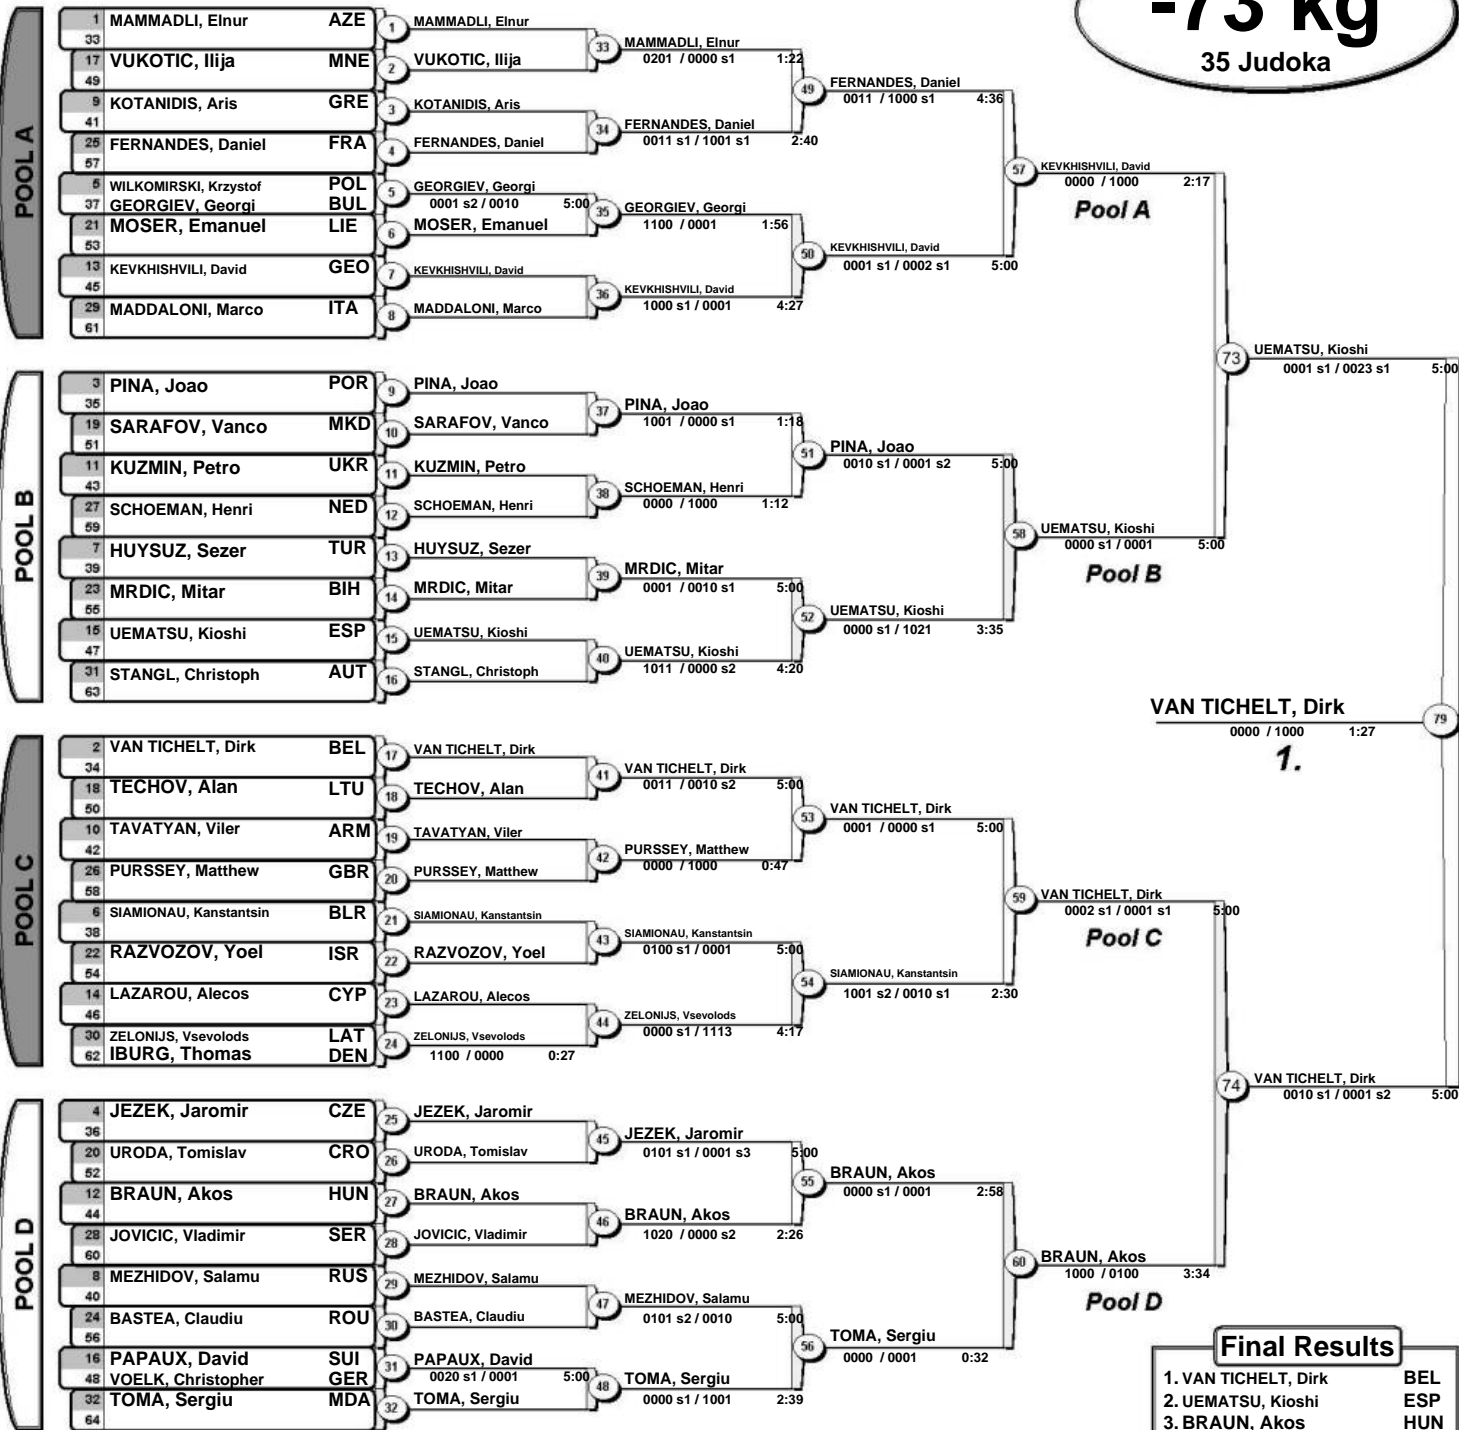 -73 kg
35 Judoka
POOL A
1 MAMMADLI, Elnur AZE
33
17 VUKOTIC, Ilija MNE
49
9 KOTANIDIS, Aris GRE
41
25 FERNANDES, Daniel FRA
57
5 WILKOMIRSKI, Krzystof POL
37 GEORGIEV, Georgi BUL
21 MOSER, Emanuel LIE
53
13 KEVKHISHVILI, David GEO
45
29 MADDALONI, Marco ITA
61
1 MAMMADLI, Elnur
2 VUKOTIC, Ilija
3 KOTANIDIS, Aris
4 FERNANDES, Daniel
5 GEORGIEV, Georgi
0001 s2 / 0010 5:00
6 MOSER, Emanuel
7 KEVKHISHVILI, David
8 MADDALONI, Marco
33 MAMMADLI, Elnur
0201 / 0000 s1 1:22
34 FERNANDES, Daniel
0011 s1 / 1001 s1 2:40
35 GEORGIEV, Georgi
1100 / 0001 1:56
36 KEVKHISHVILI, David
1000 s1 / 0001 4:27
49 FERNANDES, Daniel
0011 / 1000 s1 4:36
50 KEVKHISHVILI, David
0001 s1 / 0002 s1 5:00
57 KEVKHISHVILI, David
0000 / 1000 2:17
Pool A
POOL B
3 PINA, Joao POR
35
19 SARAFOV, Vanco MKD
51
11 KUZMIN, Petro UKR
43
27 SCHOEMAN, Henri NED
59
7 HUYSUZ, Sezer TUR
39
23 MRDIC, Mitar BIH
55
15 UEMATSU, Kioshi ESP
47
31 STANGL, Christoph AUT
63
9 PINA, Joao
10 SARAFOV, Vanco
11 KUZMIN, Petro
12 SCHOEMAN, Henri
13 HUYSUZ, Sezer
14 MRDIC, Mitar
15 UEMATSU, Kioshi
16 STANGL, Christoph
37 PINA, Joao
1001 / 0000 s1 1:18
38 SCHOEMAN, Henri
0000 / 1000 1:12
39 MRDIC, Mitar
0001 / 0010 s1 5:00
40 UEMATSU, Kioshi
1011 / 0000 s2 4:20
51 PINA, Joao
0010 s1 / 0001 s2 5:00
52 UEMATSU, Kioshi
0000 s1 / 1021 3:35
58 UEMATSU, Kioshi
0000 s1 / 0001 5:00
Pool B
73 UEMATSU, Kioshi
0001 s1 / 0023 s1 5:00
VAN TICHELT, Dirk 79
0000 / 1000 1:27
1.
POOL C
2 VAN TICHELT, Dirk BEL
34
18 TECHOV, Alan LTU
50
10 TAVATYAN, Viler ARM
42
26 PURSSEY, Matthew GBR
58
6 SIAMIONAU, Kanstantsin BLR
38
22 RAZVOZOV, Yoel ISR
54
14 LAZAROU, Alecos CYP
46
30 ZELONIJS, Vsevolods LAT
62 IBURG, Thomas DEN
17 VAN TICHELT, Dirk
18 TECHOV, Alan
19 TAVATYAN, Viler
20 PURSSEY, Matthew
21 SIAMIONAU, Kanstantsin
22 RAZVOZOV, Yoel
23 LAZAROU, Alecos
24 ZELONIJS, Vsevolods
1100 / 0000 0:27
41 VAN TICHELT, Dirk
0011 / 0010 s2 5:00
42 PURSSEY, Matthew
0000 / 1000 0:47
43 SIAMIONAU, Kanstantsin
0100 s1 / 0001 5:00
44 ZELONIJS, Vsevolods
0000 s1 / 1113 4:17
53 VAN TICHELT, Dirk
0001 / 0000 s1 5:00
54 SIAMIONAU, Kanstantsin
1001 s2 / 0010 s1 2:30
59 VAN TICHELT, Dirk
0002 s1 / 0001 s1 5:00
Pool C
74 VAN TICHELT, Dirk
0010 s1 / 0001 s2 5:00
POOL D
4 JEZEK, Jaromir CZE
36
20 URODA, Tomislav CRO
52
12 BRAUN, Akos HUN
44
28 JOVICIC, Vladimir SER
60
8 MEZHIDOV, Salamu RUS
40
24 BASTEA, Claudiu ROU
56
16 PAPAUX, David SUI
48 VOELK, Christopher GER
32 TOMA, Sergiu MDA
64
25 JEZEK, Jaromir
26 URODA, Tomislav
27 BRAUN, Akos
28 JOVICIC, Vladimir
29 MEZHIDOV, Salamu
30 BASTEA, Claudiu
31 PAPAUX, David
0020 s1 / 0001 5:00
32 TOMA, Sergiu
45 JEZEK, Jaromir
0101 s1 / 0001 s3 5:00
46 BRAUN, Akos
1020 / 0000 s2 2:26
47 MEZHIDOV, Salamu
0101 s2 / 0010 5:00
48 TOMA, Sergiu
0000 s1 / 1001 2:39
55 BRAUN, Akos
0000 s1 / 0001 2:58
56 TOMA, Sergiu
0000 / 0001 0:32
60 BRAUN, Akos
1000 / 0100 3:34
Pool D
Final Results
1. VAN TICHELT, Dirk BEL
2. UEMATSU, Kioshi ESP
3. BRAUN, Akos HUN